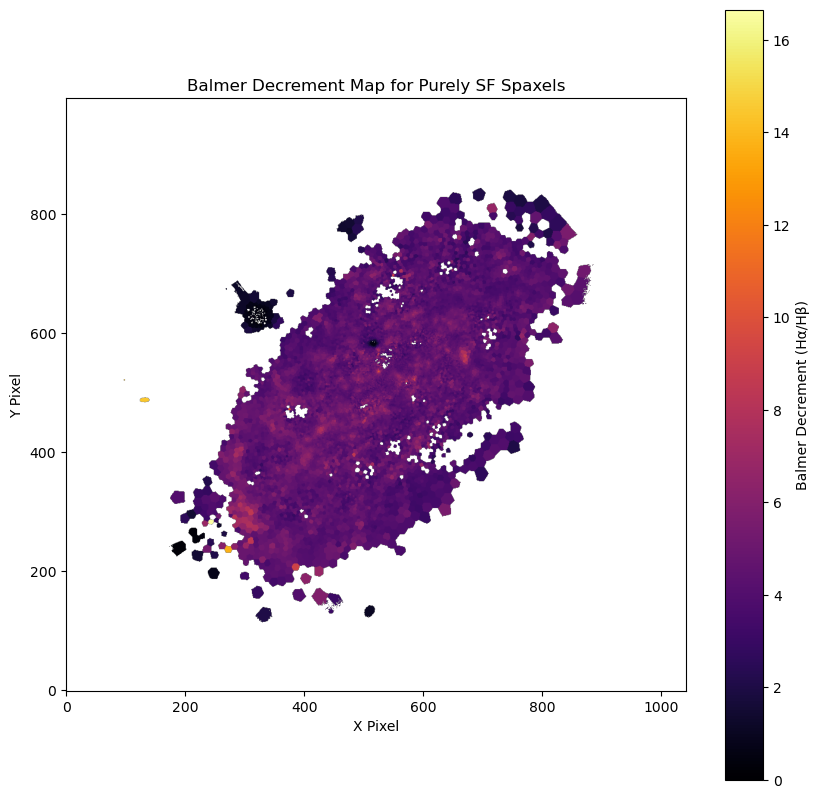 Balmer Decrement Map for Purely SF Spaxels
Y Pixel
800
600
400
200
0
0 200 400 600 800 1000
X Pixel
16
14
12
10
8
6
4
2
0
Balmer Decrement (Hα/Hβ)